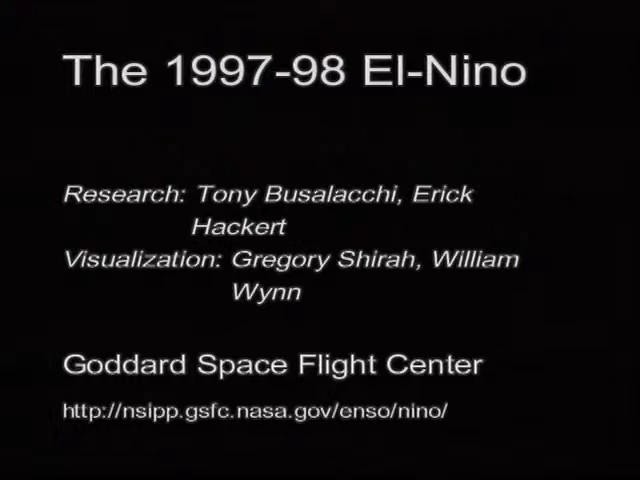 The 1997-98 El-Nino
Research: Tony Busalacchi, Erick
Hackert
Visualization: Gregory Shirah, William
Wynn
Goddard Space Flight Center
http://nsipp.gsfc.nasa.gov/enso/nino/